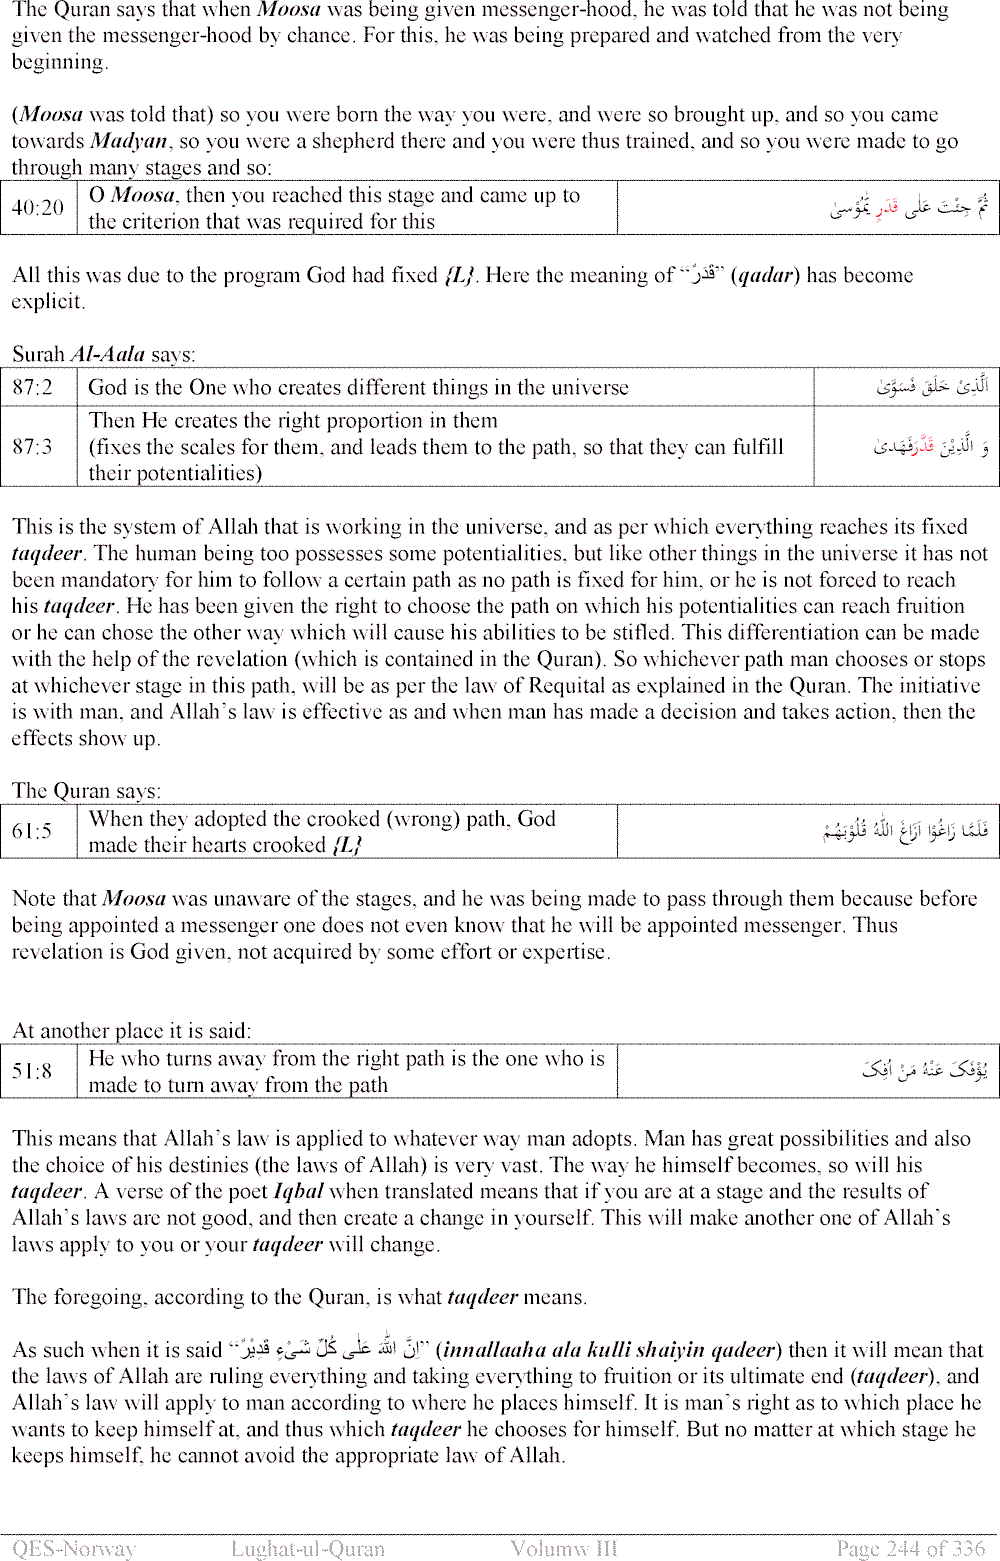 The Quran says that when Moosa was being given messenger-hood, he was told that he was not being
given the messenger-hood by chance. For this, he was being prepared and watched from the very
beginning.
(Moosa was told that) so you were born the way you were, and were so brought up, and so you came
towards Madyan, so you were a shepherd there and you were thus trained, and so you were made to go
through many stages and so:
40:20 O Moosa, then you reached this stage and came up to
the criterion that was required for this
ثُمَّ جِئْتَ عَلٰى قَدَرٍ يّٰمُوْسىٰ
All this was due to the program God had fixed {L}. Here the meaning of “قَدَرٌ” (qadar) has become
explicit.
Surah Al-Aala says:
87:2 God is the One who creates different things in the universe الَّذِىْ خَلَقَ فَسَوَّىٰ
87:3 Then He creates the right proportion in them
(fixes the scales for them, and leads them to the path, so that they can fulfill
their potentialities)
وَ الَّذِيْنَ قَدَّرَفَهَدىٰ
This is the system of Allah that is working in the universe, and as per which everything reaches its fixed
taqdeer. The human being too possesses some potentialities, but like other things in the universe it has not
been mandatory for him to follow a certain path as no path is fixed for him, or he is not forced to reach
his taqdeer. He has been given the right to choose the path on which his potentialities can reach fruition
or he can chose the other way which will cause his abilities to be stifled. This differentiation can be made
with the help of the revelation (which is contained in the Quran). So whichever path man chooses or stops
at whichever stage in this path, will be as per the law of Requital as explained in the Quran. The initiative
is with man, and Allah’s law is effective as and when man has made a decision and takes action, then the
effects show up.
The Quran says:
61:5 When they adopted the crooked (wrong) path, God
made their hearts crooked {L}
فَلَمَّا زَاغُوْا اَزَاغَ اللّٰهُ قُلُوْبَهُمْ
Note that Moosa was unaware of the stages, and he was being made to pass through them because before
being appointed a messenger one does not even know that he will be appointed messenger. Thus
revelation is God given, not acquired by some effort or expertise.
At another place it is said:
51:8 He who turns away from the right path is the one who is
made to turn away from the path
يُؤْفَكَ عَنْهُ مَنْ اُفِكَ
This means that Allah’s law is applied to whatever way man adopts. Man has great possibilities and also
the choice of his destinies (the laws of Allah) is very vast. The way he himself becomes, so will his
taqdeer. A verse of the poet Iqbal when translated means that if you are at a stage and the results of
Allah’s laws are not good, and then create a change in yourself. This will make another one of Allah’s
laws apply to you or your taqdeer will change.
The foregoing, according to the Quran, is what taqdeer means.
As such when it is said “اِنَّ اللّٰهَ عَلٰى كُلِّ شَىْءٍ قَدِيْرٌ” (innallaaha ala kulli shaiyin qadeer) then it will mean that
the laws of Allah are ruling everything and taking everything to fruition or its ultimate end (taqdeer), and
Allah’s law will apply to man according to where he places himself. It is man’s right as to which place he
wants to keep himself at, and thus which taqdeer he chooses for himself. But no matter at which stage he
keeps himself, he cannot avoid the appropriate law of Allah.
QES-Norway Lughat-ul-Quran Volumw III Page 244 of 336